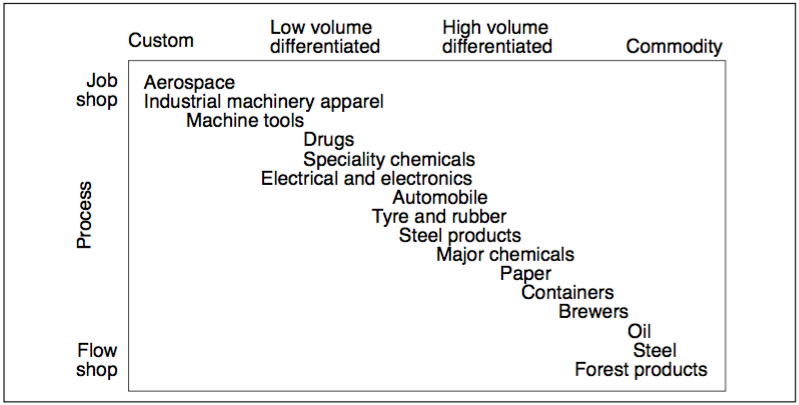 Custom
Low volume
differentiated
High volume
differentiated
Commodity
Job
shop
Aerospace
Industrial machinery apparel
Machine tools
Drugs
Speciality chemicals
Electrical and electronics
Automobile
Tyre and rubber
Steel products
Major chemicals
Paper
Containers
Brewers
Oil
Steel
Forest products
Process
Flow
shop